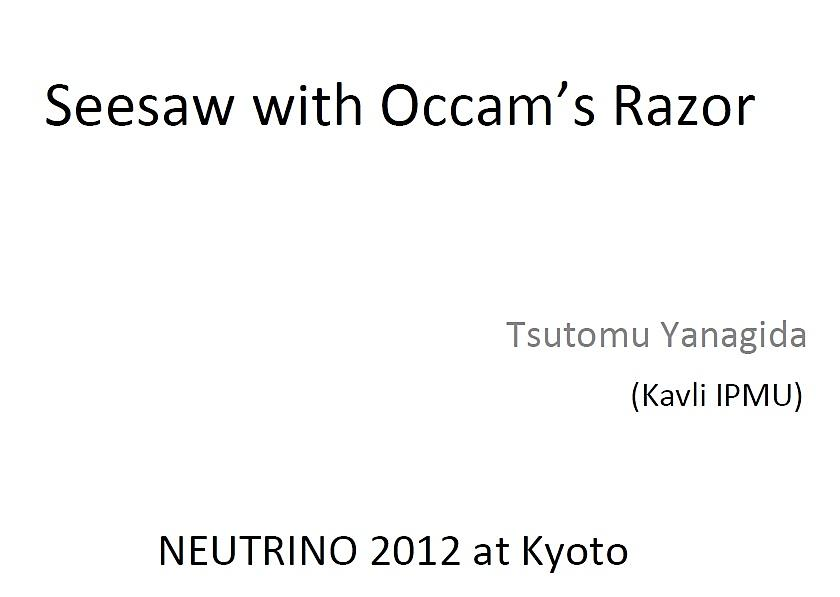 Seesaw with Occam’s Razor
Tsutomu Yanagida
(Kavli IPMU)
NEUTRINO 2012 at Kyoto